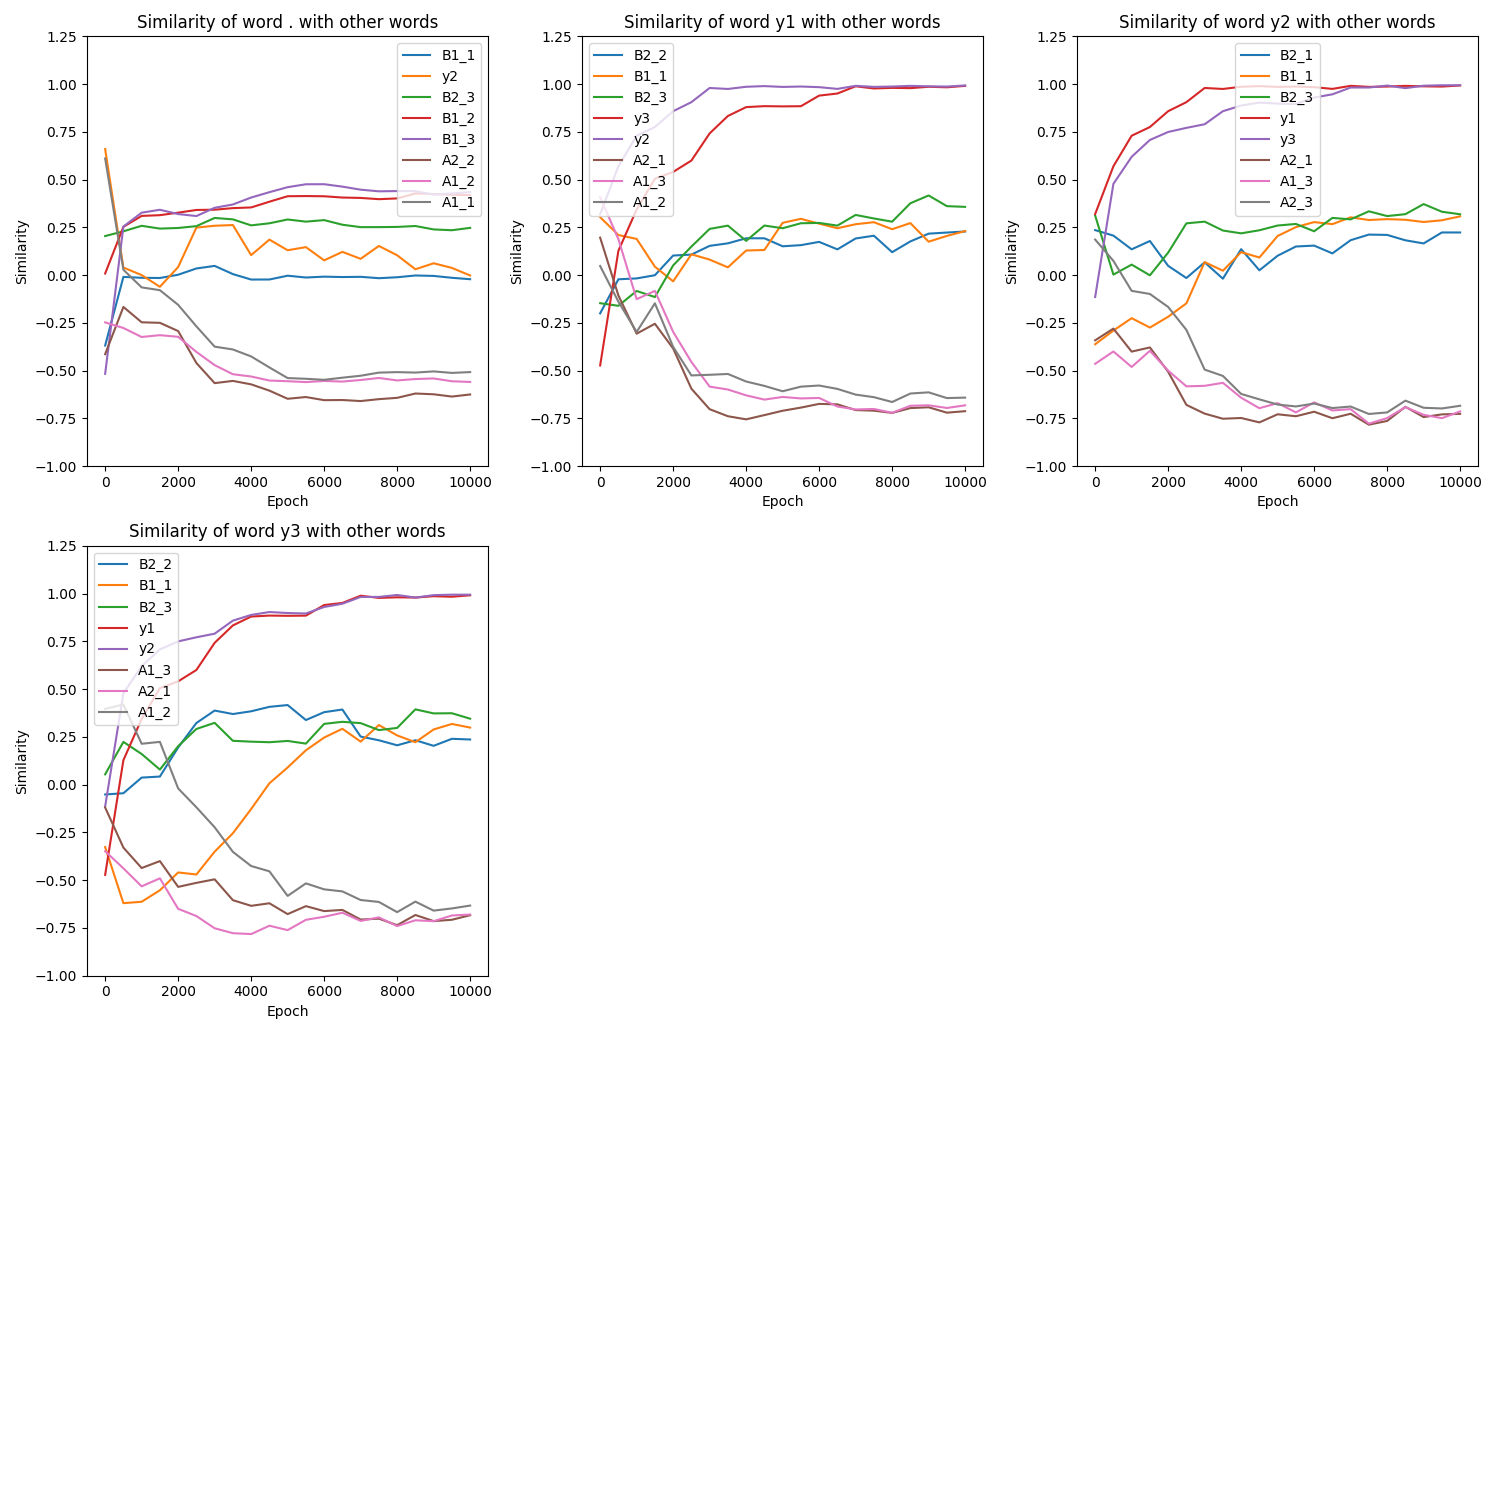 Similarity of word . with other words
1.25
1.00
0.75
0.50
0.25
0.00
−0.25
−0.50
−0.75
−1.00
Similarity
0 2000 4000 6000 8000 10000
Epoch
B1_1
y2
B2_3
B1_2
B1_3
A2_2
A1_2
A1_1
Similarity of word y1 with other words
1.25
1.00
0.75
0.50
0.25
0.00
−0.25
−0.50
−0.75
−1.00
Similarity
0 2000 4000 6000 8000 10000
Epoch
B2_2
B1_1
B2_3
y3
y2
A2_1
A1_3
A1_2
Similarity of word y2 with other words
1.25
1.00
0.75
0.50
0.25
0.00
−0.25
−0.50
−0.75
−1.00
Similarity
0 2000 4000 6000 8000 10000
Epoch
B2_1
B1_1
B2_3
y1
y3
A2_1
A1_3
A2_3
Similarity of word y3 with other words
1.25
1.00
0.75
0.50
0.25
0.00
−0.25
−0.50
−0.75
−1.00
Similarity
0 2000 4000 6000 8000 10000
Epoch
B2_2
B1_1
B2_3
y1
y2
A1_3
A2_1
A1_2